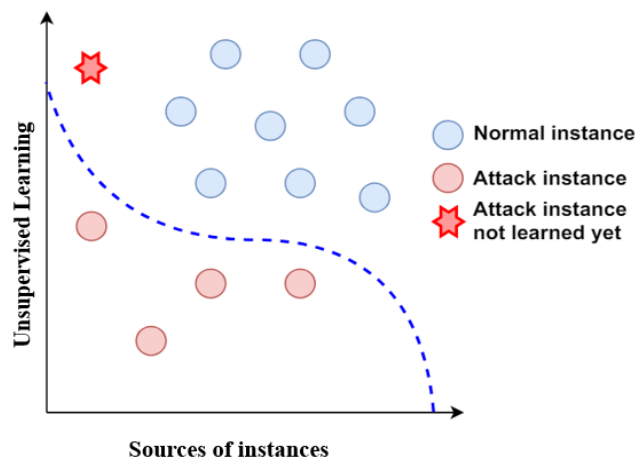 Unsupervised Learning
Normal instance
Attack instance
Attack instance
not learned yet
Sources of instances